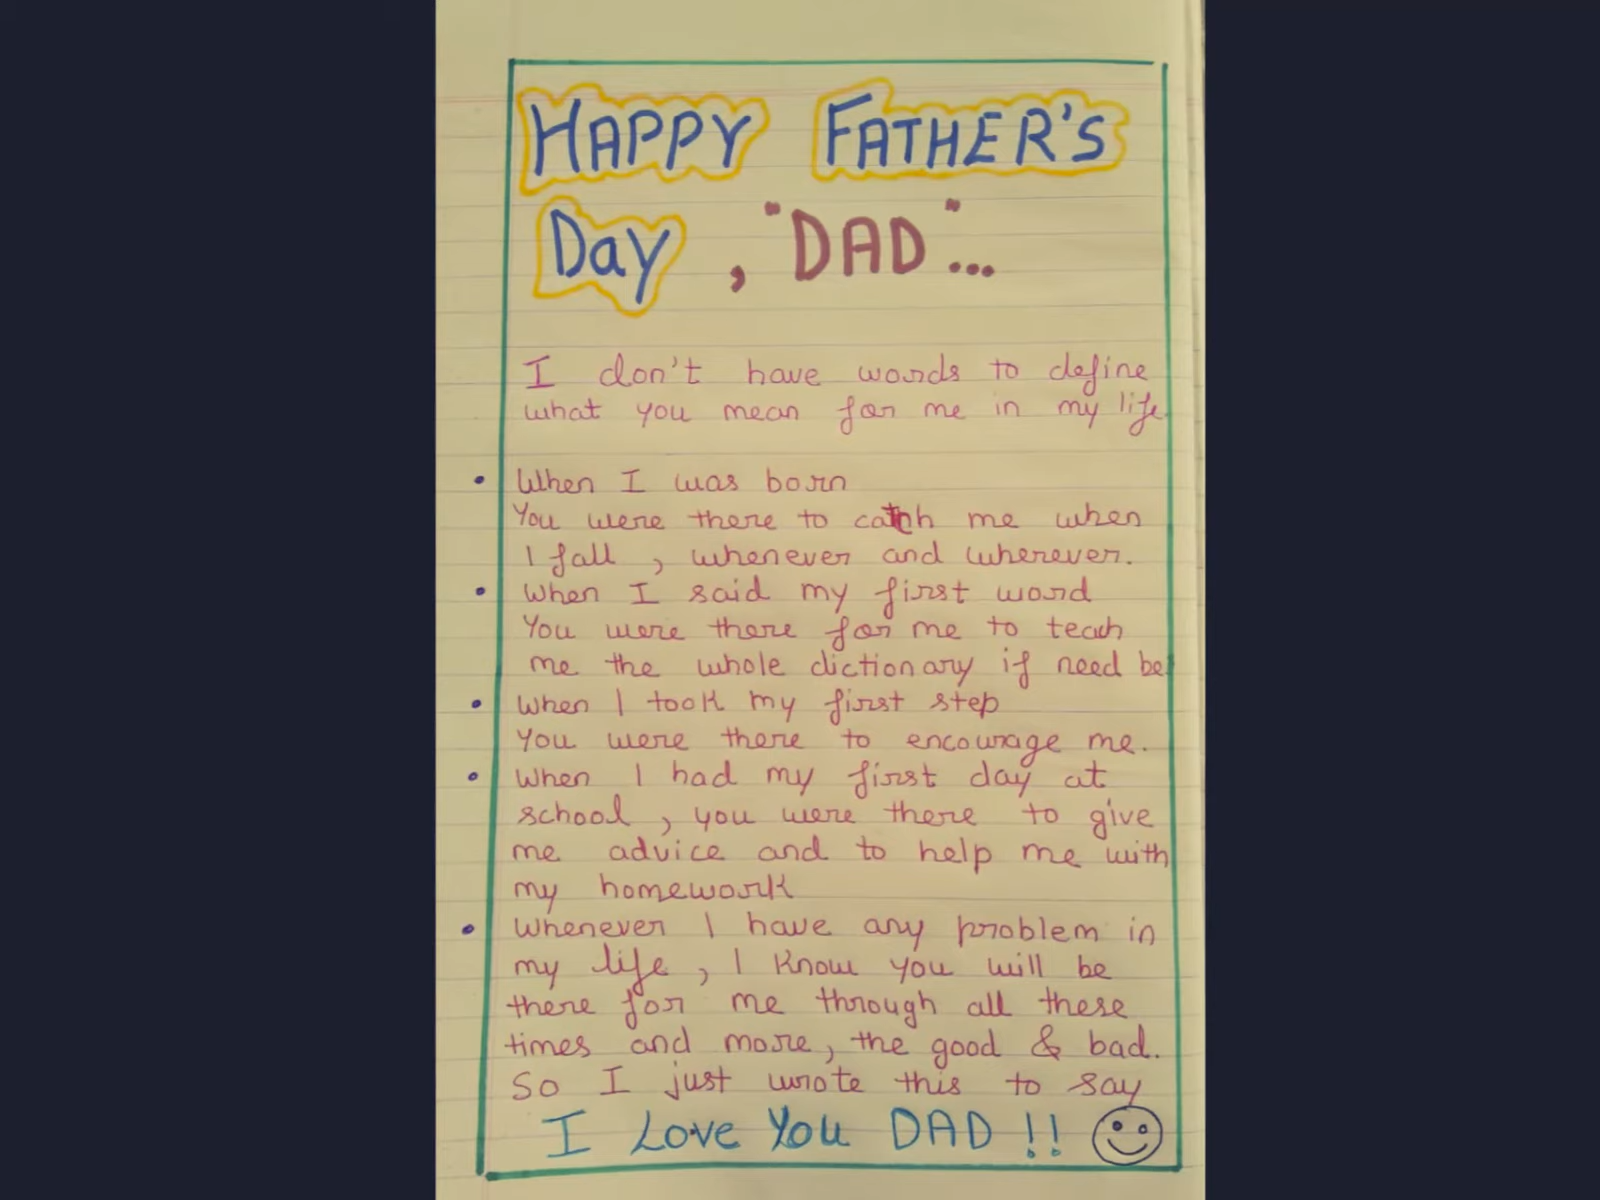 HAPPY FATHER'S
Day , "DAD"...
I don't have words to define
what you mean for me in my life
• When I was born
You were there to catch me when
I fall , whenever and wherever.
• When I said my first word
You were there for me to teach
me the whole dictionary if need be
• When I took my first step
You were there to encourage me.
• When I had my first day at
school , you were there to give
me advice and to help me with
my homework
• Whenever I have any problem in
my life , I know you will be
there for me through all these
times and more, the good & bad.
So I just wrote this to say
I LOVE YOU DAD !!